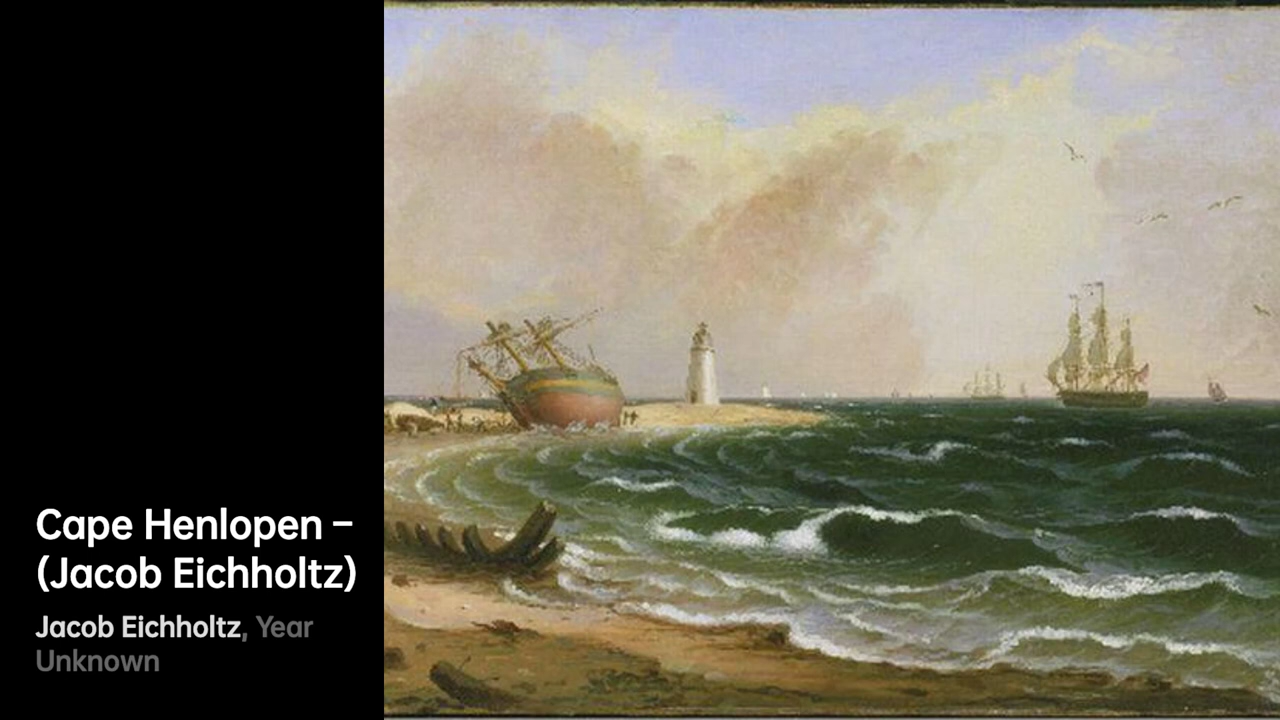 Cape Henlopen –
(Jacob Eichholtz)
Jacob Eichholtz, Year
Unknown